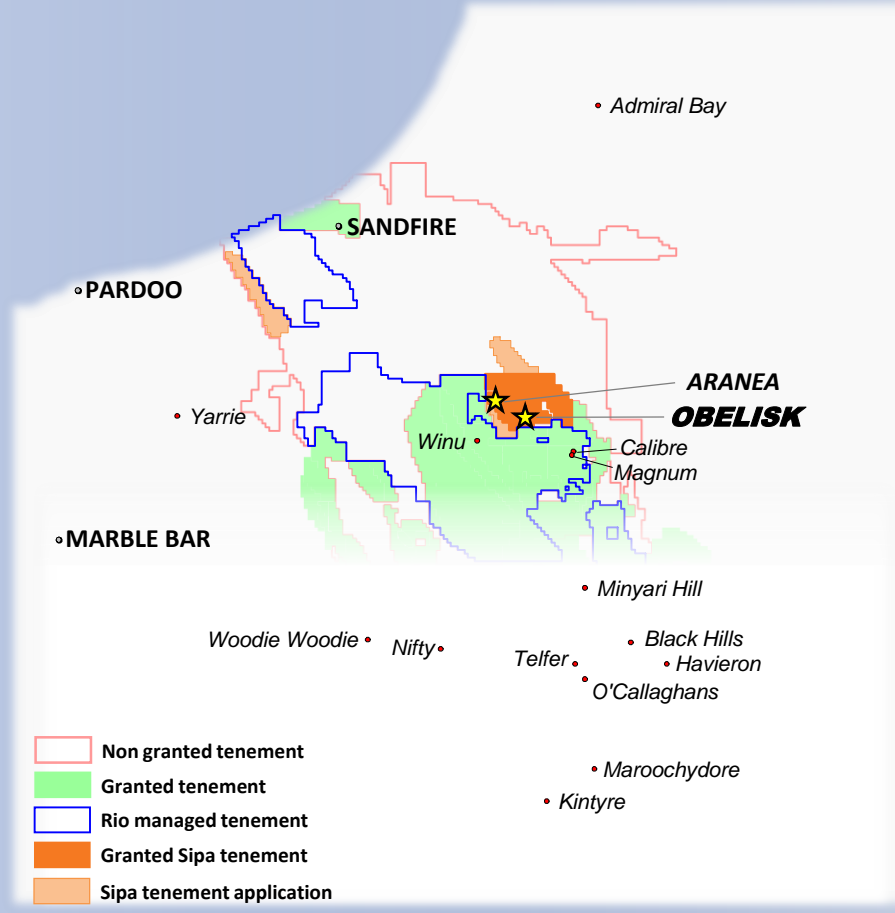 Admiral Bay
SANDFIRE
PARDOO
ARANEA
OBELISK
Yarrie
Winu
Calibre
Magnum
MARBLE BAR
Minyari Hill
Woodie Woodie
Nifty
Black Hills
Telfer
Havieron
O'Callaghans
Maroochydore
Kintyre
Non granted tenement
Granted tenement
Rio managed tenement
Granted Sipa tenement
Sipa tenement application